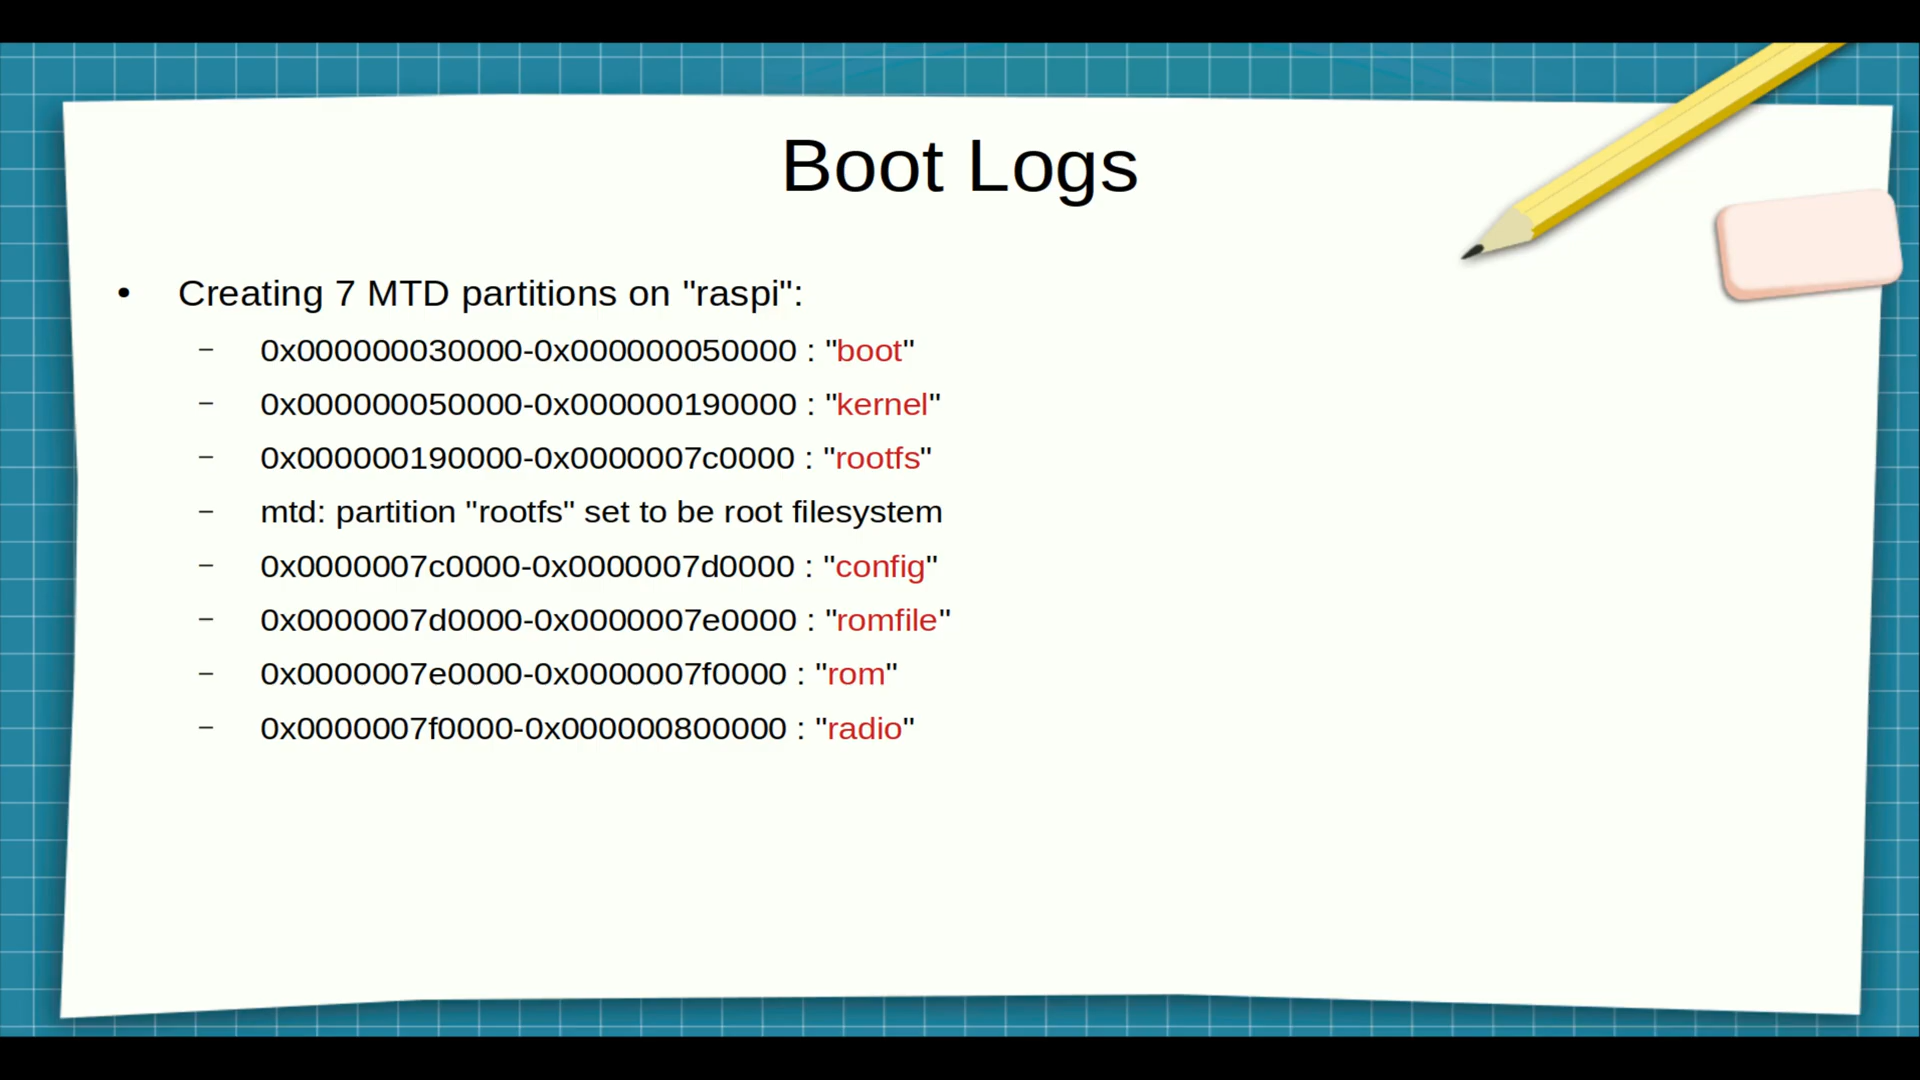 Boot Logs
• Creating 7 MTD partitions on "raspi":
– 0x000000030000-0x000000050000 : "boot"
– 0x000000050000-0x000000190000 : "kernel"
– 0x000000190000-0x0000007c0000 : "rootfs"
– mtd: partition "rootfs" set to be root filesystem
– 0x0000007c0000-0x0000007d0000 : "config"
– 0x0000007d0000-0x0000007e0000 : "romfile"
– 0x0000007e0000-0x0000007f0000 : "rom"
– 0x0000007f0000-0x000000800000 : "radio"